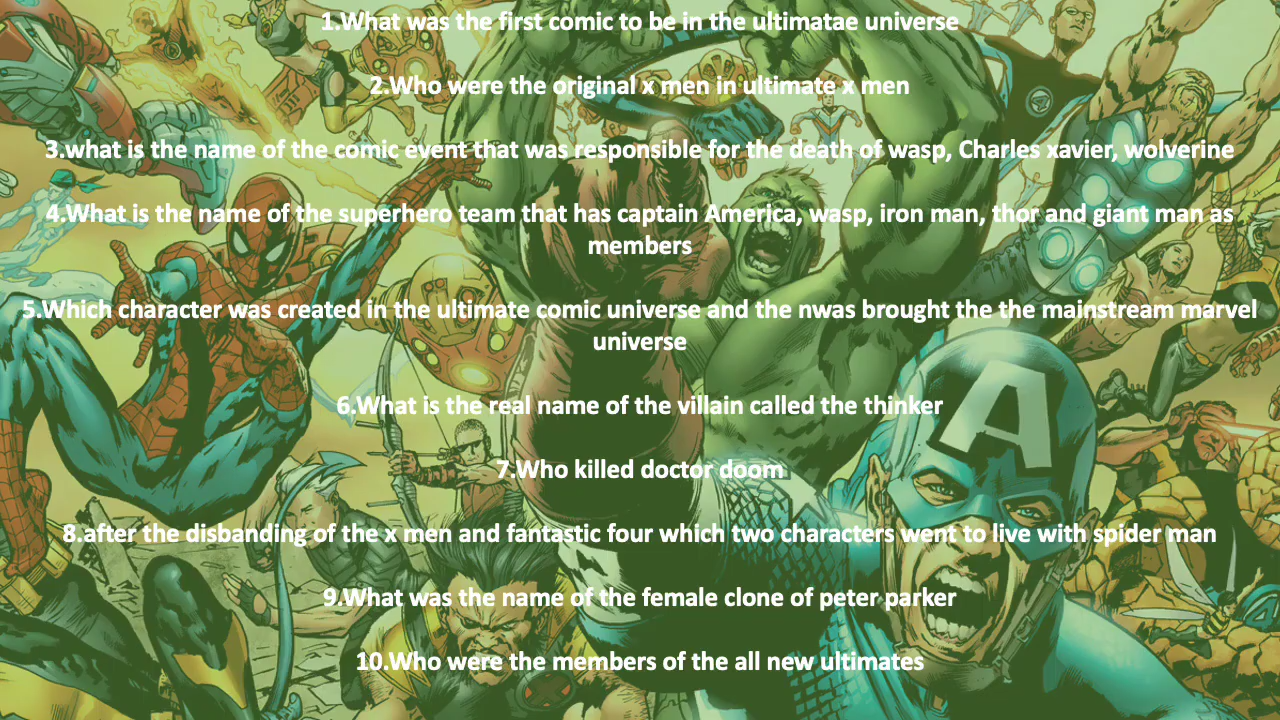 1.What was the first comic to be in the ultimatae universe
2.Who were the original x men in ultimate x men
3.what is the name of the comic event that was responsible for the death of wasp, Charles xavier, wolverine
4.What is the name of the superhero team that has captain America, wasp, iron man, thor and giant man as
members
5.Which character was created in the ultimate comic universe and the nwas brought the the mainstream marvel
universe
6.What is the real name of the villain called the thinker
7.Who killed doctor doom
8.after the disbanding of the x men and fantastic four which two characters went to live with spider man
9.What was the name of the female clone of peter parker
10.Who were the members of the all new ultimates